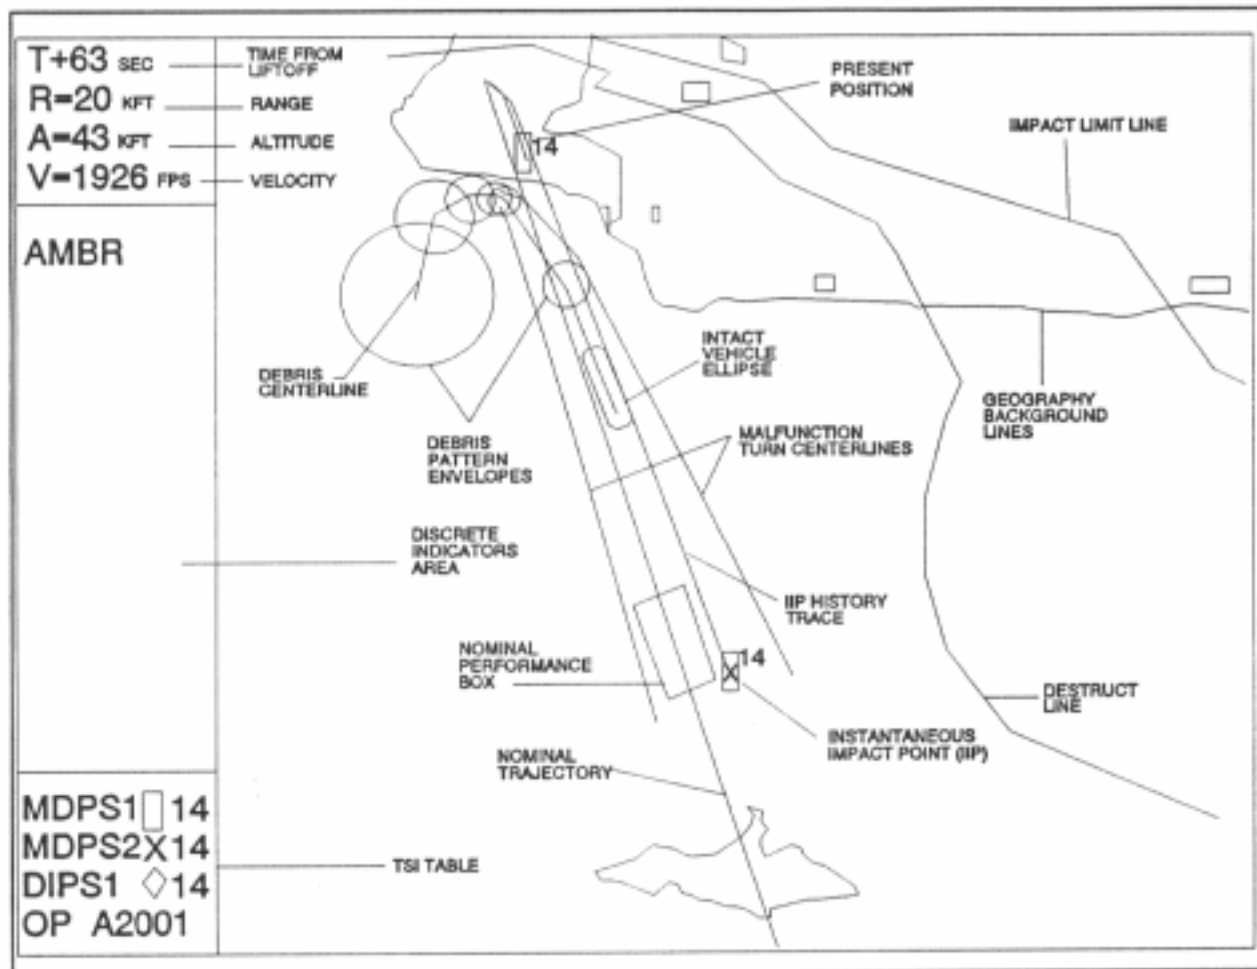 T+63 SEC
R=20 KFT
A=43 KFT
V=1926 FPS
TIME FROM
LIFTOFF
RANGE
ALTITUDE
VELOCITY
AMBR
PRESENT
POSITION
14
IMPACT LIMIT LINE
INTACT
VEHICLE
ELLIPSE
DEBRIS
CENTERLINE
GEOGRAPHY
BACKGROUND
LINES
DEBRIS
PATTERN
ENVELOPES
MALFUNCTION
TURN CENTERLINES
DISCRETE
INDICATORS
AREA
IIP HISTORY
TRACE
NOMINAL
PERFORMANCE
BOX
X 14
DESTRUCT
LINE
INSTANTANEOUS
IMPACT POINT (IIP)
NOMINAL
TRAJECTORY
MDPS1 ▯ 14
MDPS2 X 14
DIPS1 ◇ 14
OP A2001
TSI TABLE